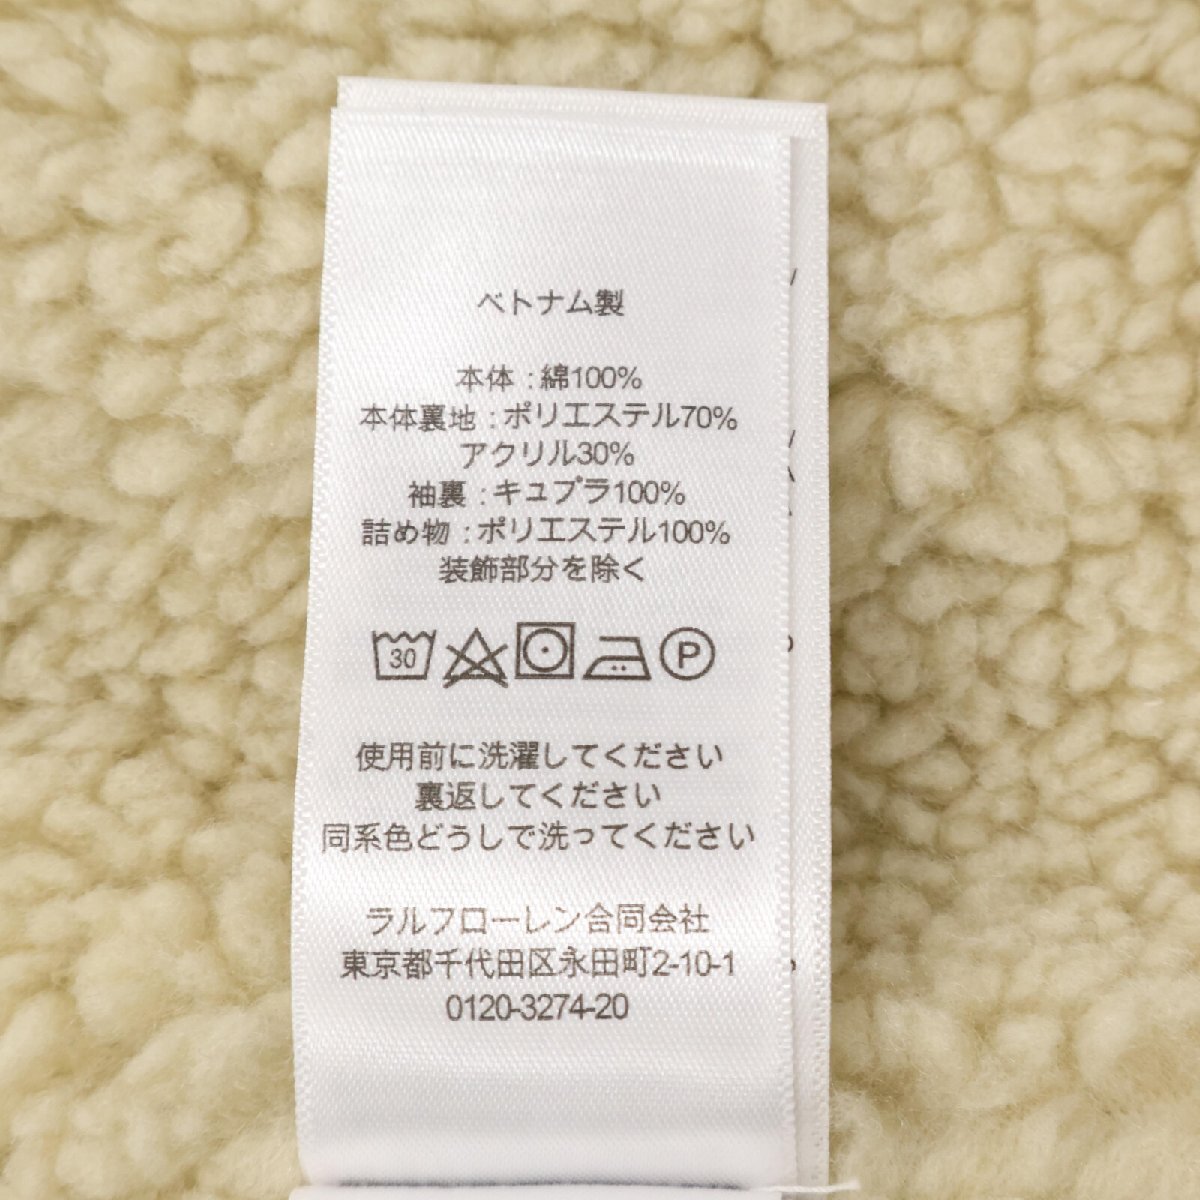 ベトナム製
本体 : 綿100%
本体裏地 : ポリエステル70%
アクリル30%
袖裏 : キュプラ100%
詰め物 : ポリエステル100%
装飾部分を除く
30 P
使用前に洗濯してください
裏返してください
同系色どうしで洗ってください
ラルフローレン合同会社
東京都千代田区永田町2-10-1
0120-3274-20